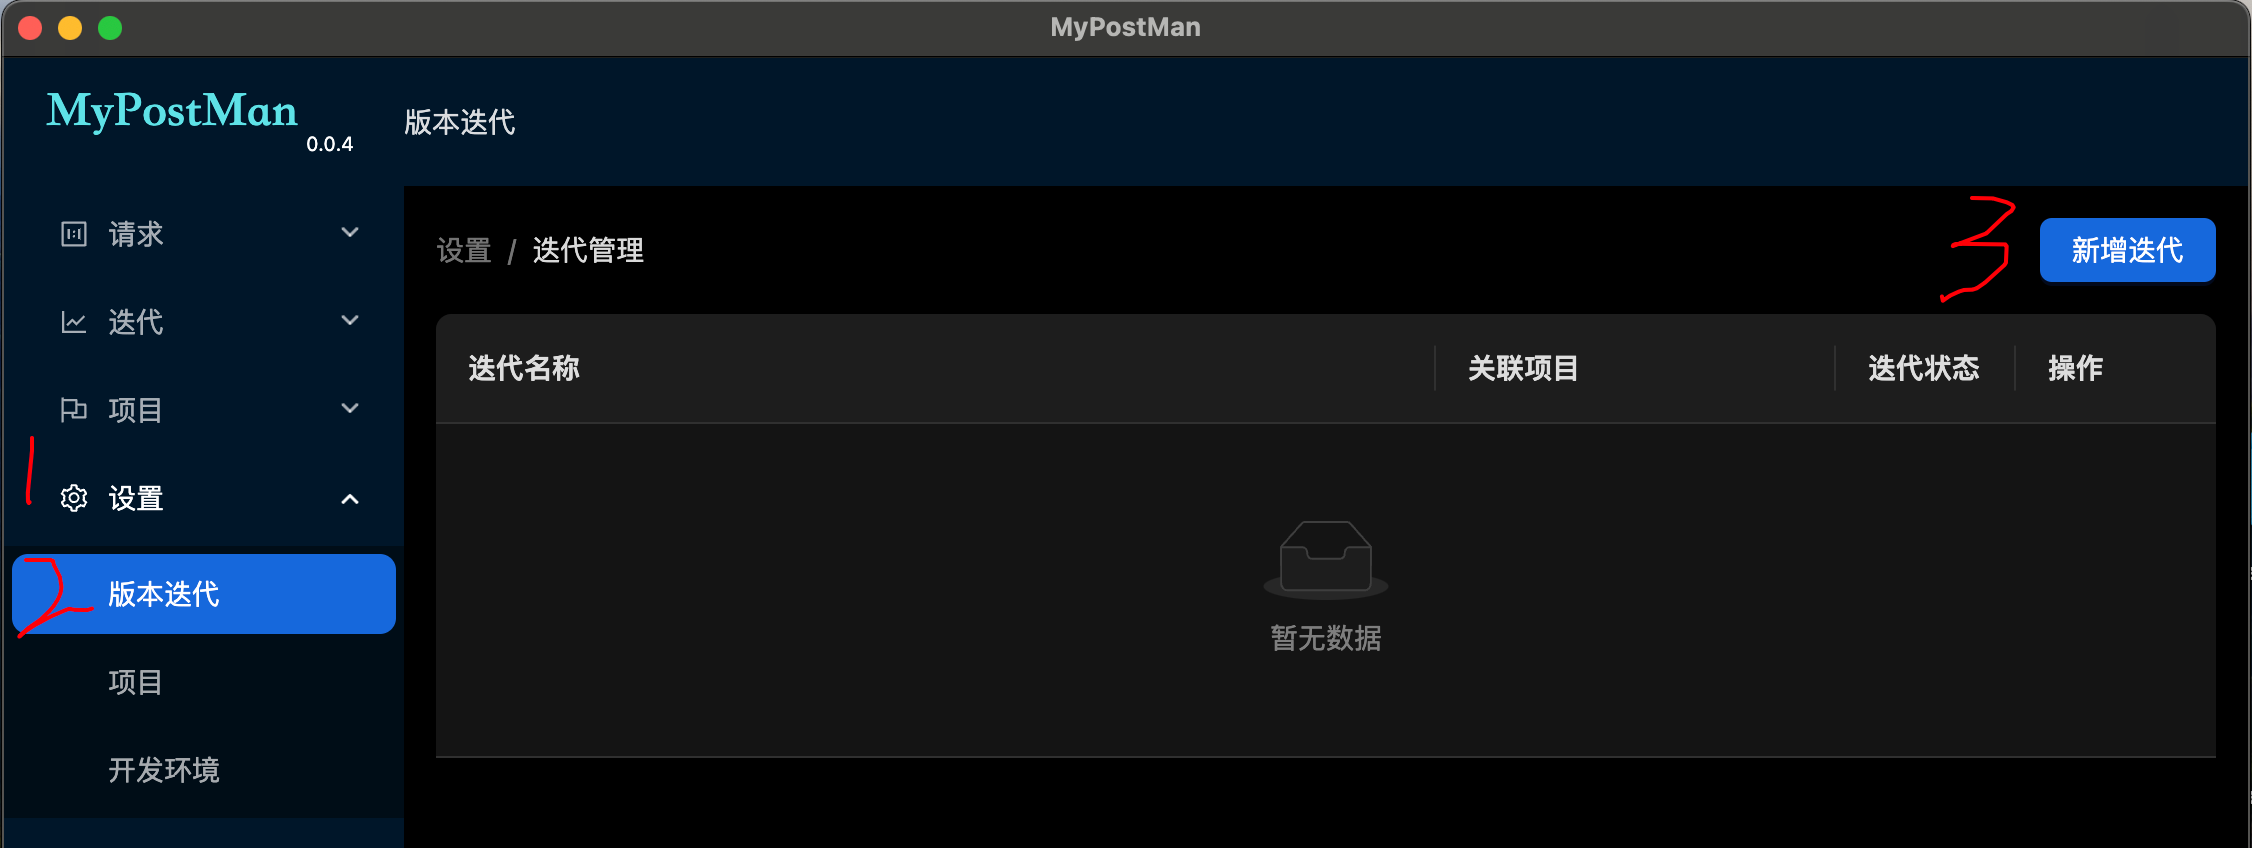 MyPostMan
MyPostMan
0.0.4
版本迭代
请求
迭代
项目
1
设置
2
版本迭代
项目
开发环境
设置 / 迭代管理
3
新增迭代
迭代名称 关联项目 迭代状态 操作
暂无数据